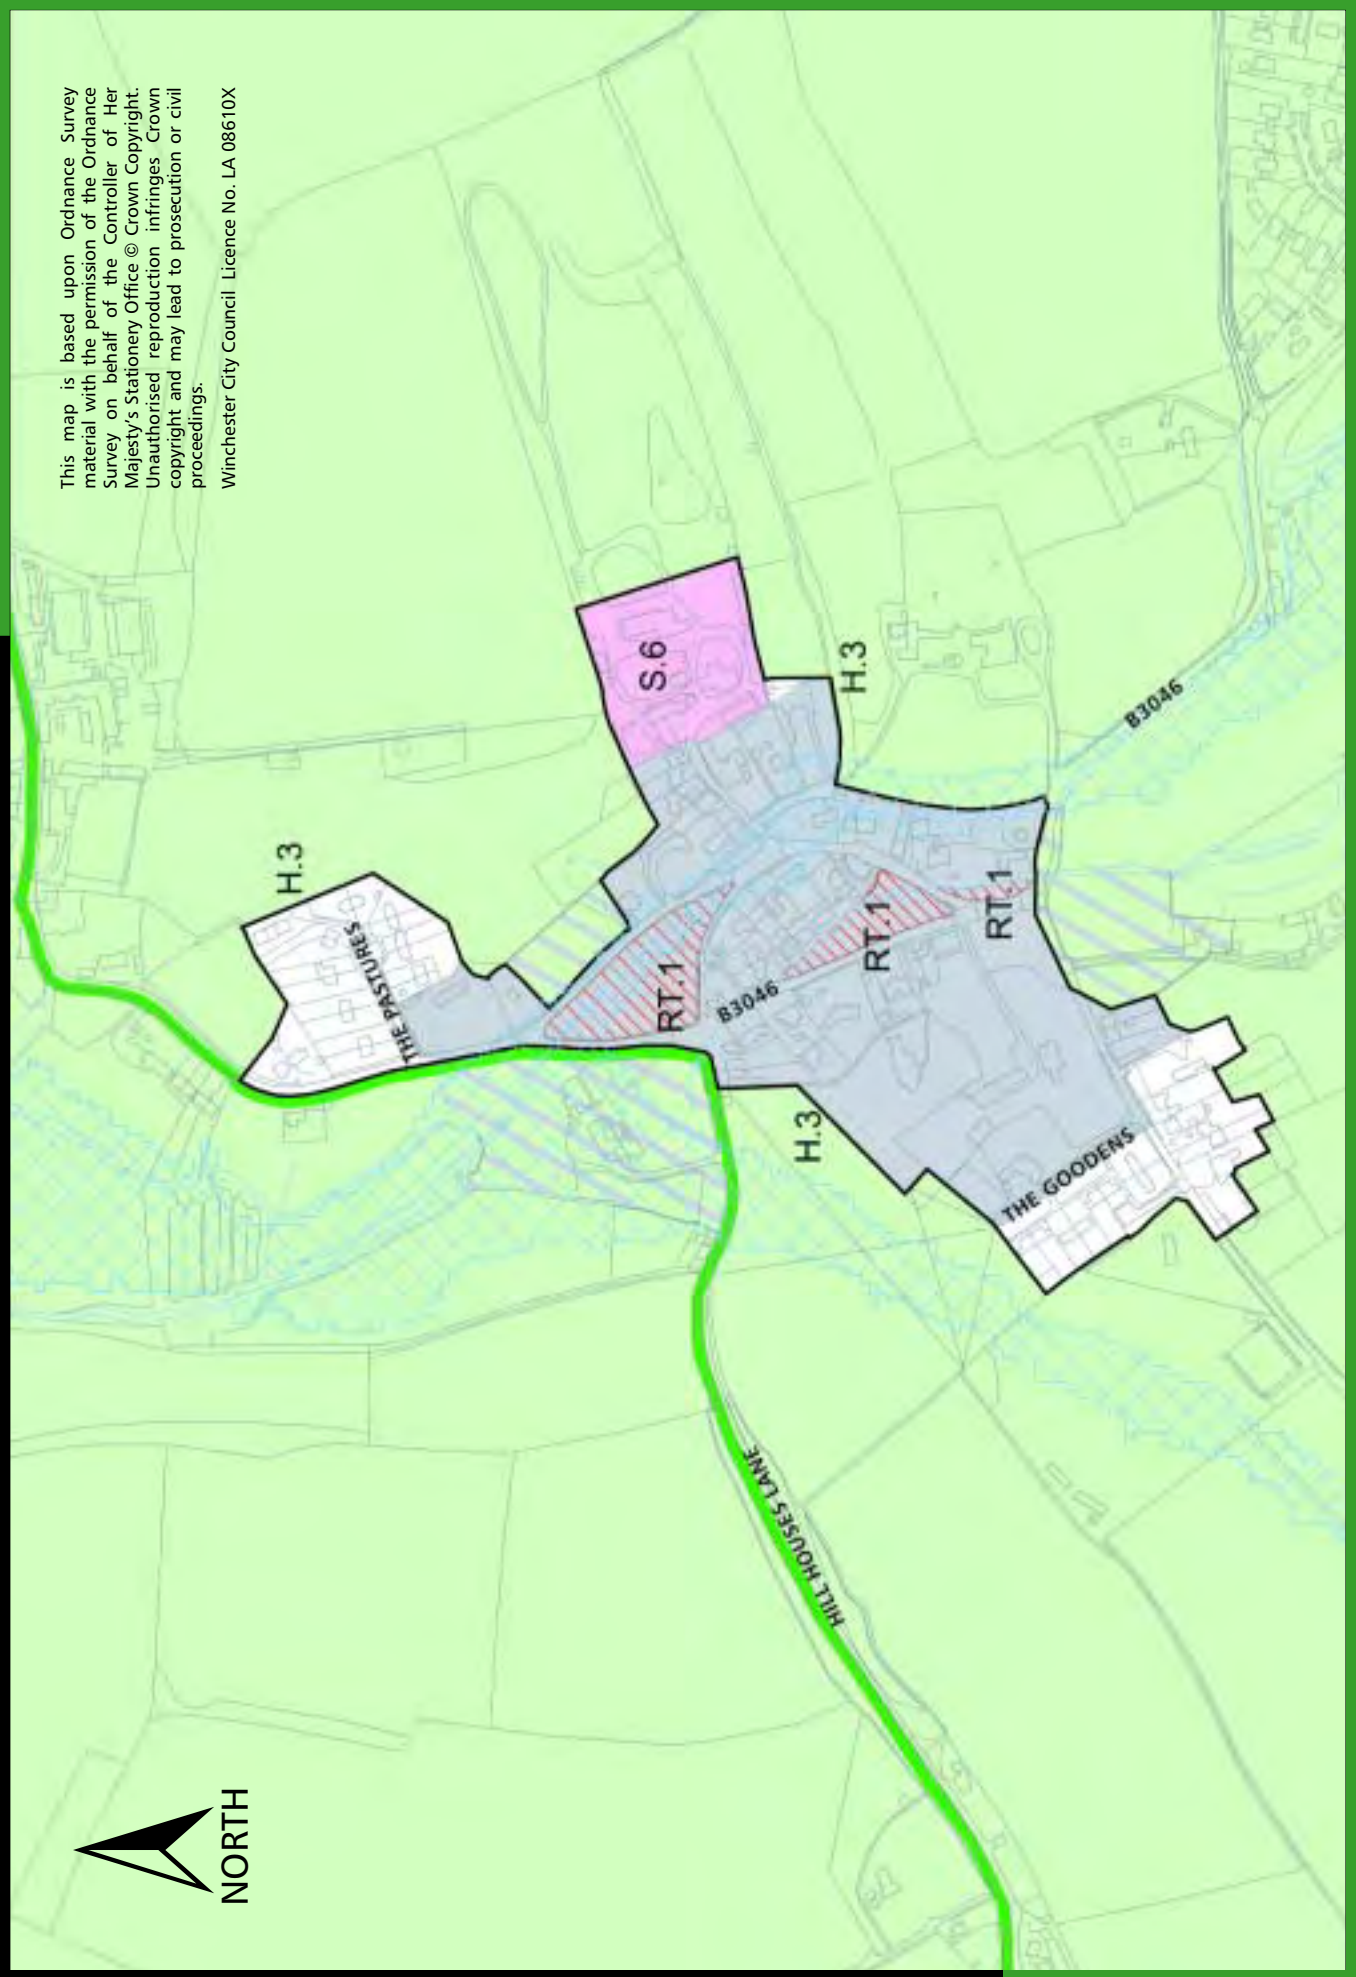 This map is based upon Ordnance Survey
material with the permission of the Ordnance
Survey on behalf of the Controller of Her
Majesty's Stationery Office © Crown Copyright.
Unauthorised reproduction infringes Crown
copyright and may lead to prosecution or civil
proceedings.
Winchester City Council Licence No. LA 08610X
NORTH
H.3
THE PASTURES
S.6
RT.1
B3046
H.3
H.3
RT.1
RT.1
B3046
THE GOODENS
HILL HOUSES LANE